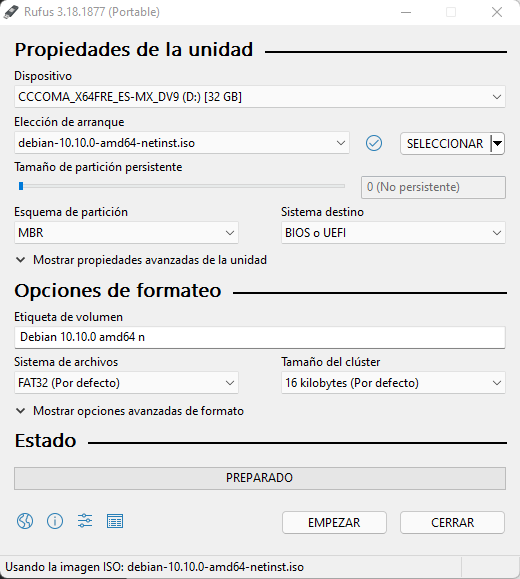 Rufus 3.18.1877 (Portable)
Propiedades de la unidad
Dispositivo
CCCOMA_X64FRE_ES-MX_DV9 (D:) [32 GB]
Elección de arranque
debian-10.10.0-amd64-netinst.iso
SELECCIONAR
Tamaño de partición persistente
0 (No persistente)
Esquema de partición
Sistema destino
MBR
BIOS o UEFI
Mostrar propiedades avanzadas de la unidad
Opciones de formateo
Etiqueta de volumen
Debian 10.10.0 amd64 n
Sistema de archivos
Tamaño del clúster
FAT32 (Por defecto)
16 kilobytes (Por defecto)
Mostrar opciones avanzadas de formato
Estado
PREPARADO
EMPEZAR
CERRAR
Usando la imagen ISO: debian-10.10.0-amd64-netinst.iso